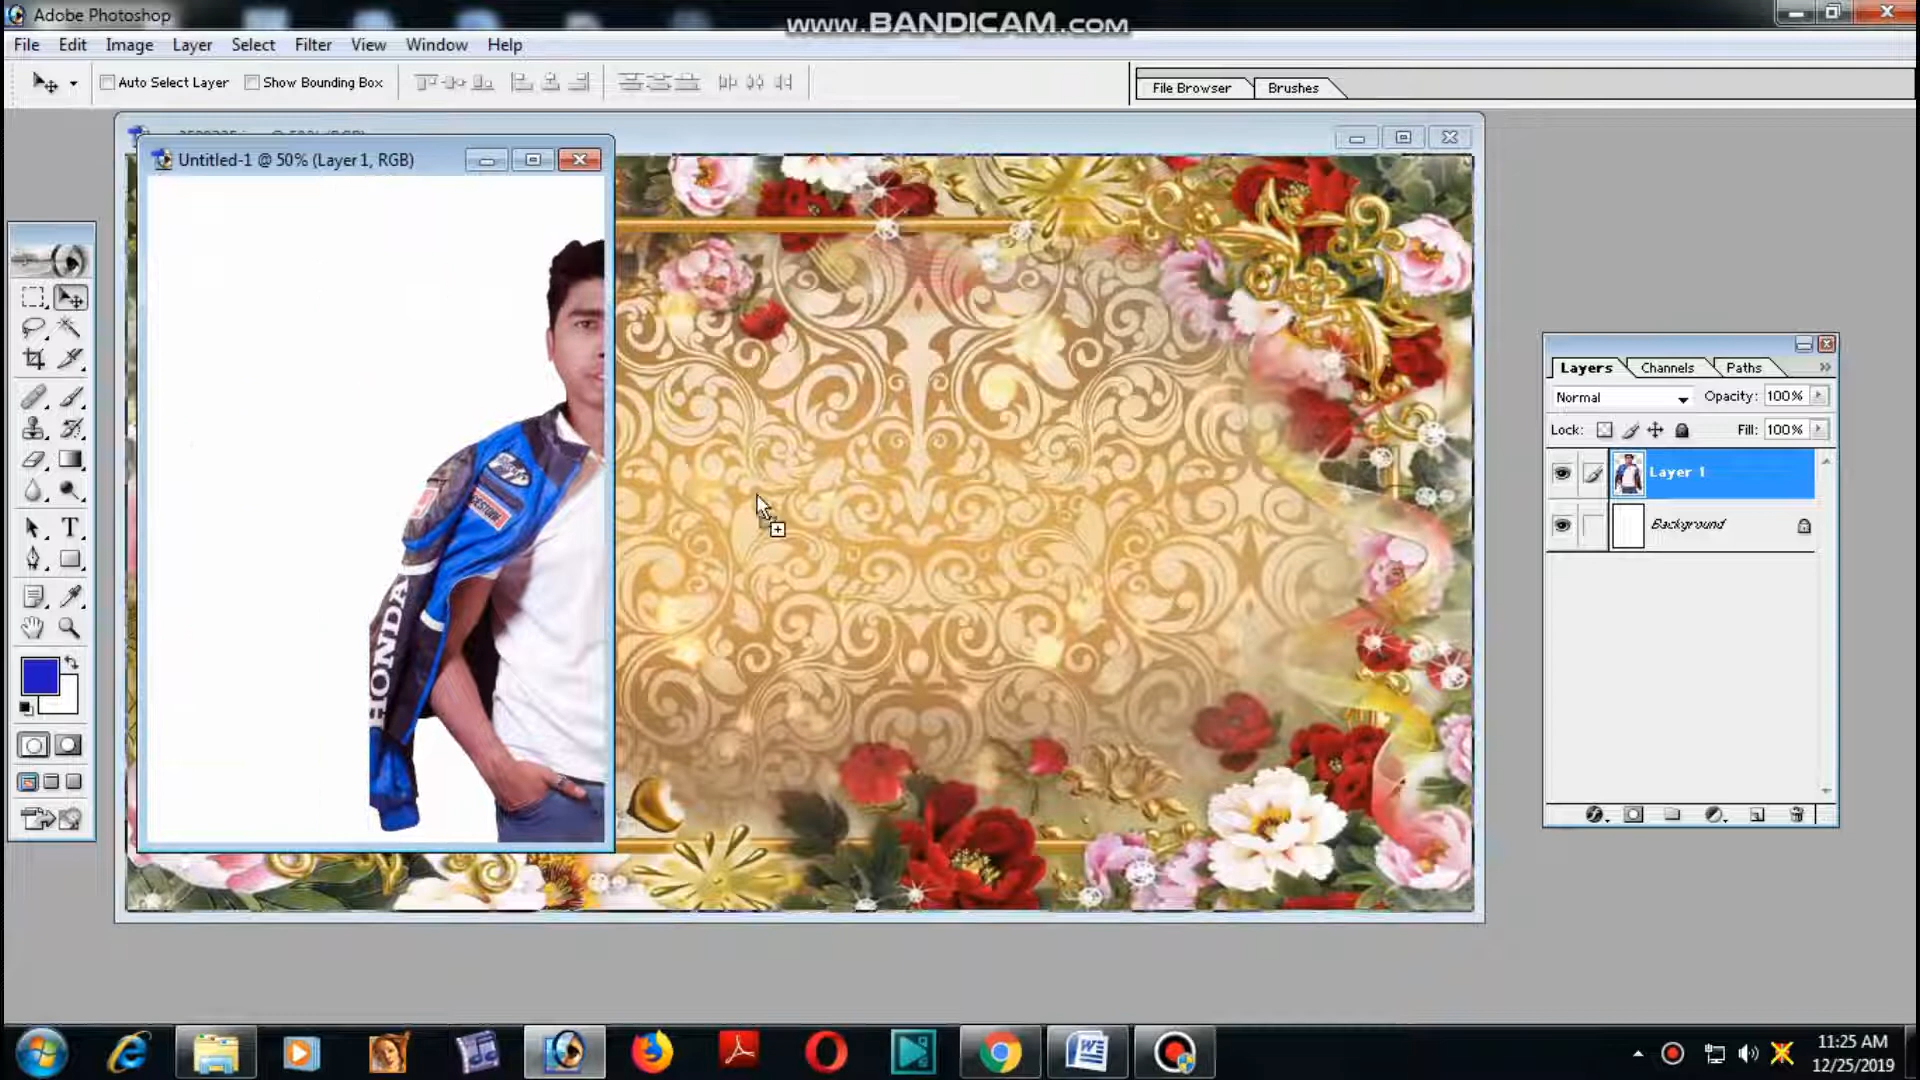 Adobe Photoshop
www.BANDICAM.com
File Edit Image Layer Select Filter View Window Help
Auto Select Layer Show Bounding Box
File Browser Brushes
Untitled-1 @ 50% (Layer 1, RGB)
HONDA
Layers Channels Paths
Normal Opacity: 100%
Lock: Fill: 100%
Layer 1
Background
11:25 AM
12/25/2019